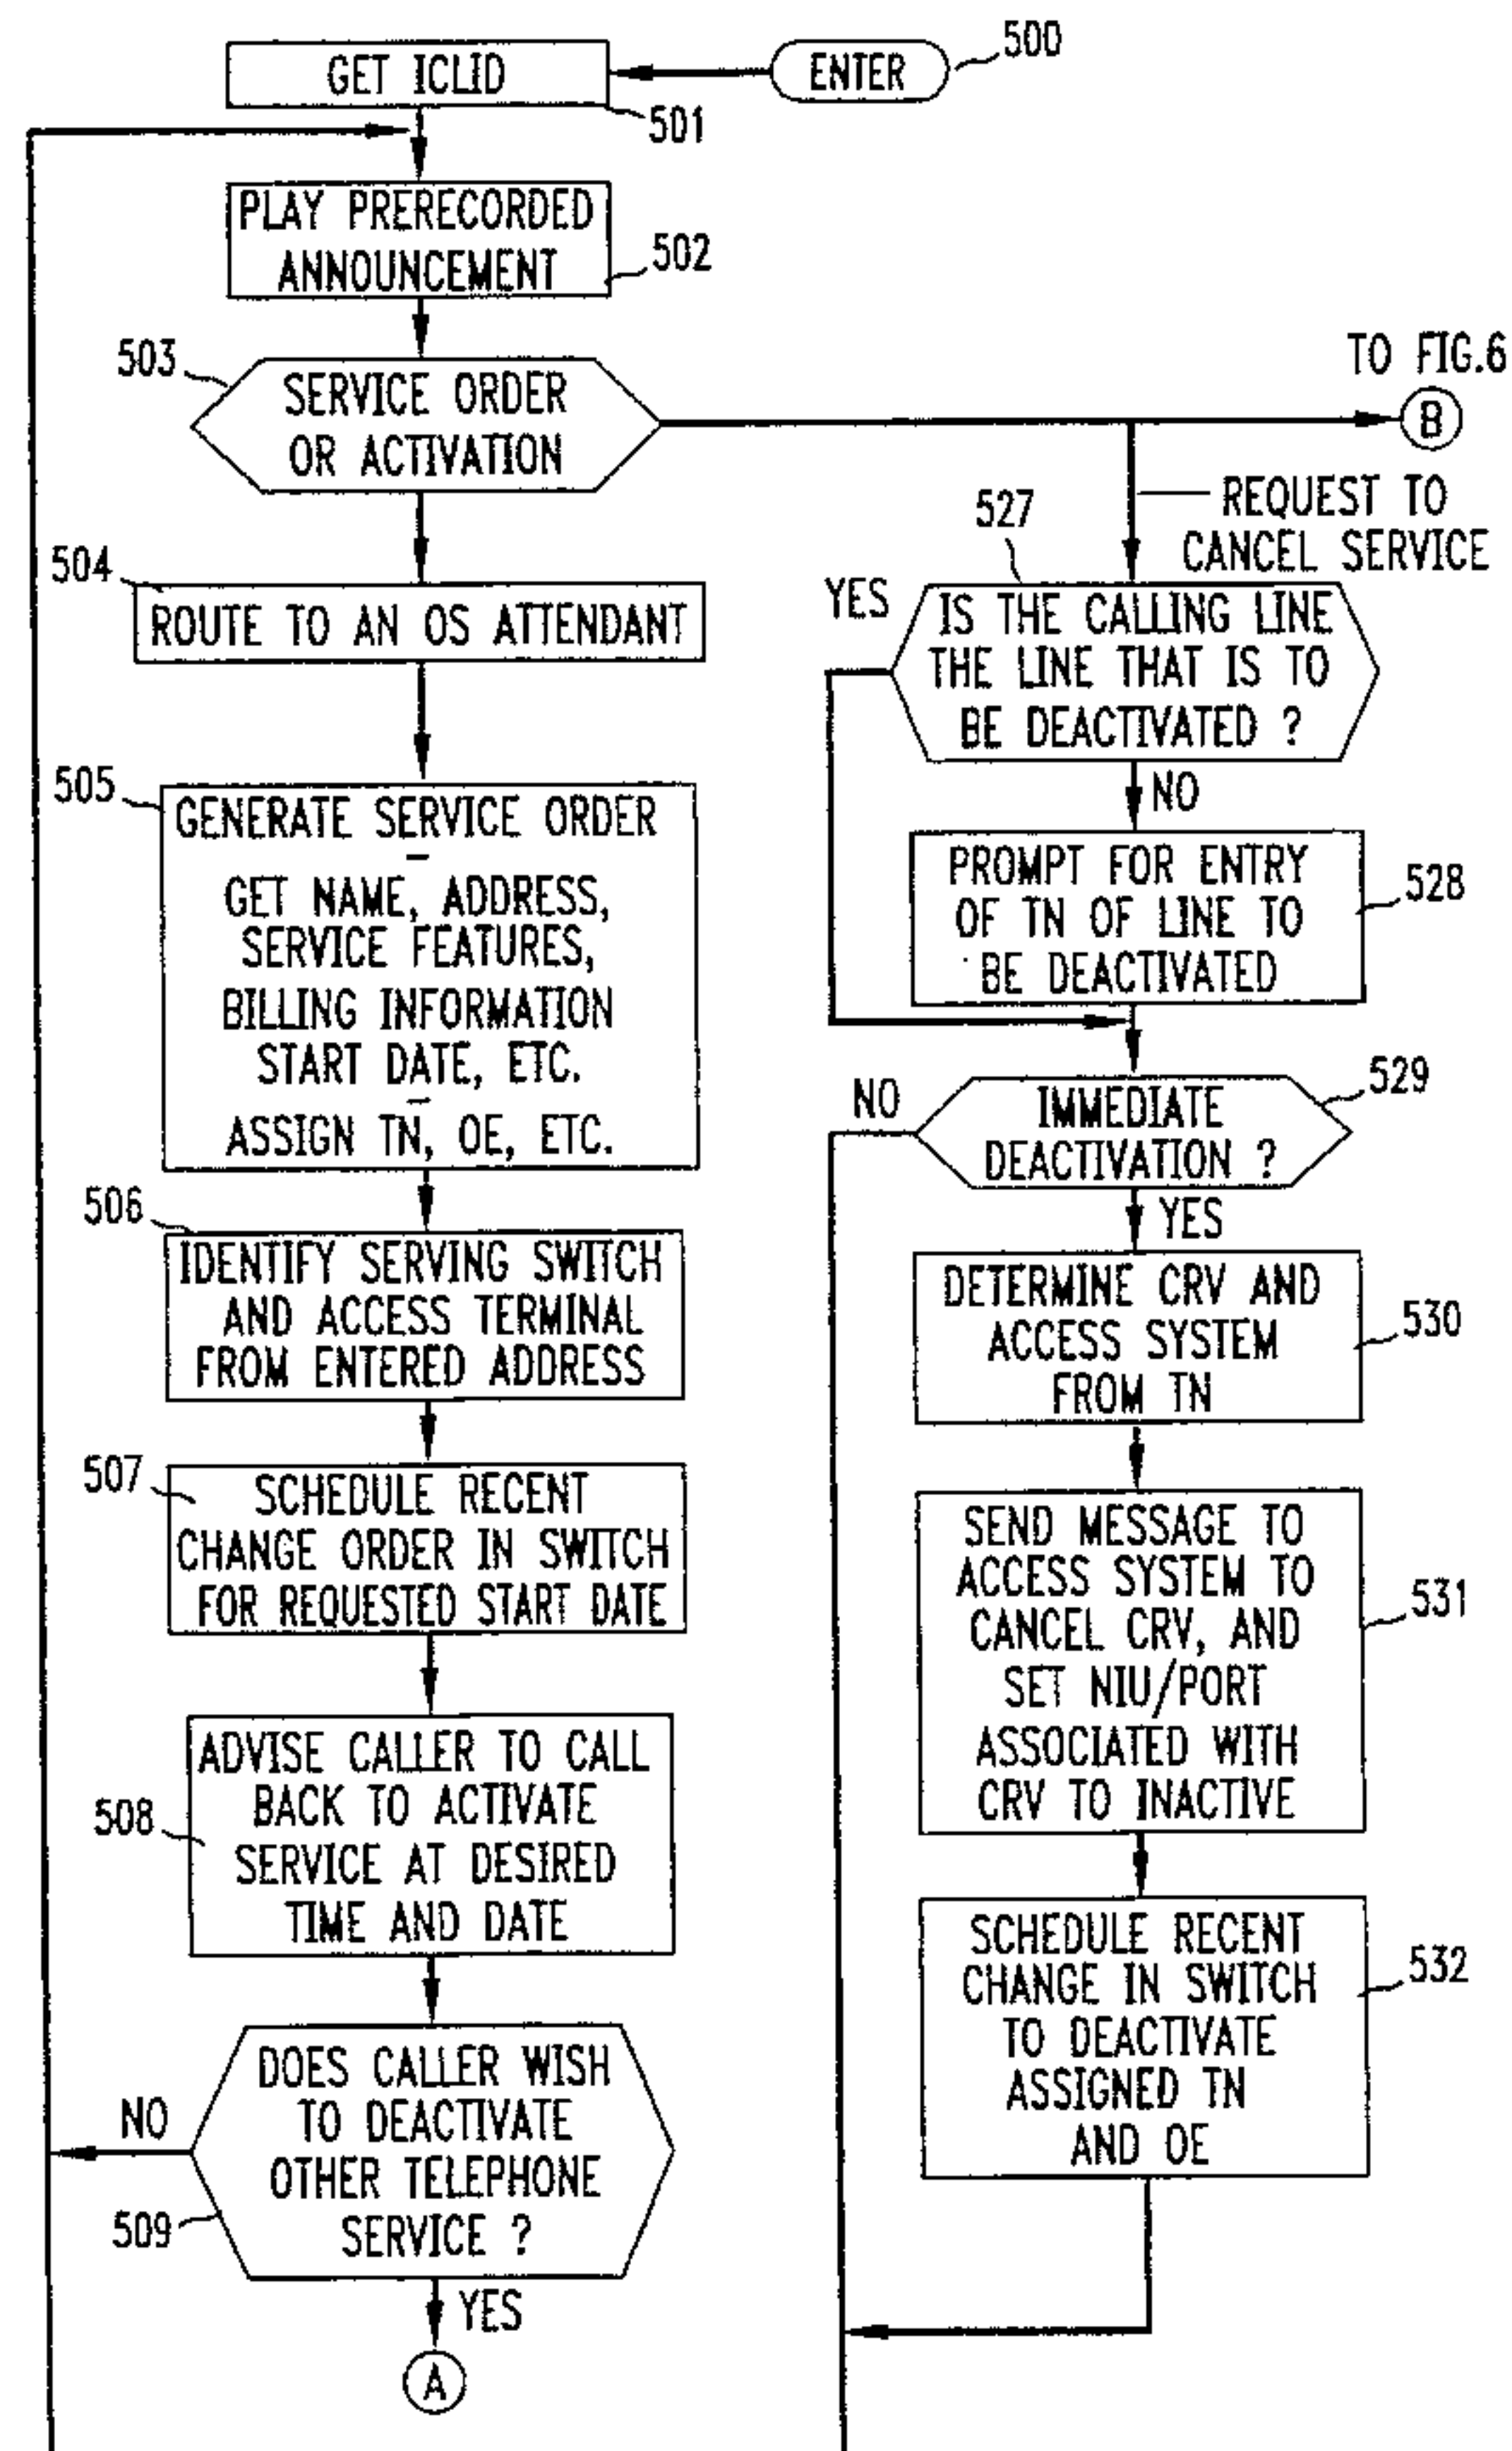 500
ENTER
GET ICLID
501
PLAY PRERECORDED
ANNOUNCEMENT
502
503
SERVICE ORDER
OR ACTIVATION
TO FIG.6
B
REQUEST TO
CANCEL SERVICE
504
ROUTE TO AN OS ATTENDANT
505
GENERATE SERVICE ORDER
–
GET NAME, ADDRESS,
SERVICE FEATURES,
BILLING INFORMATION
START DATE, ETC.
–
ASSIGN TN, OE, ETC.
506
IDENTIFY SERVING SWITCH
AND ACCESS TERMINAL
FROM ENTERED ADDRESS
507
SCHEDULE RECENT
CHANGE ORDER IN SWITCH
FOR REQUESTED START DATE
508
ADVISE CALLER TO CALL
BACK TO ACTIVATE
SERVICE AT DESIRED
TIME AND DATE
509
DOES CALLER WISH
TO DEACTIVATE
OTHER TELEPHONE
SERVICE ?
NO
YES
A
527
YES
IS THE CALLING LINE
THE LINE THAT IS TO
BE DEACTIVATED ?
NO
PROMPT FOR ENTRY
OF TN OF LINE TO
BE DEACTIVATED
528
529
NO
IMMEDIATE
DEACTIVATION ?
YES
DETERMINE CRV AND
ACCESS SYSTEM
FROM TN
530
SEND MESSAGE TO
ACCESS SYSTEM TO
CANCEL CRV, AND
SET NIU/PORT
ASSOCIATED WITH
CRV TO INACTIVE
531
SCHEDULE RECENT
CHANGE IN SWITCH
TO DEACTIVATE
ASSIGNED TN
AND OE
532